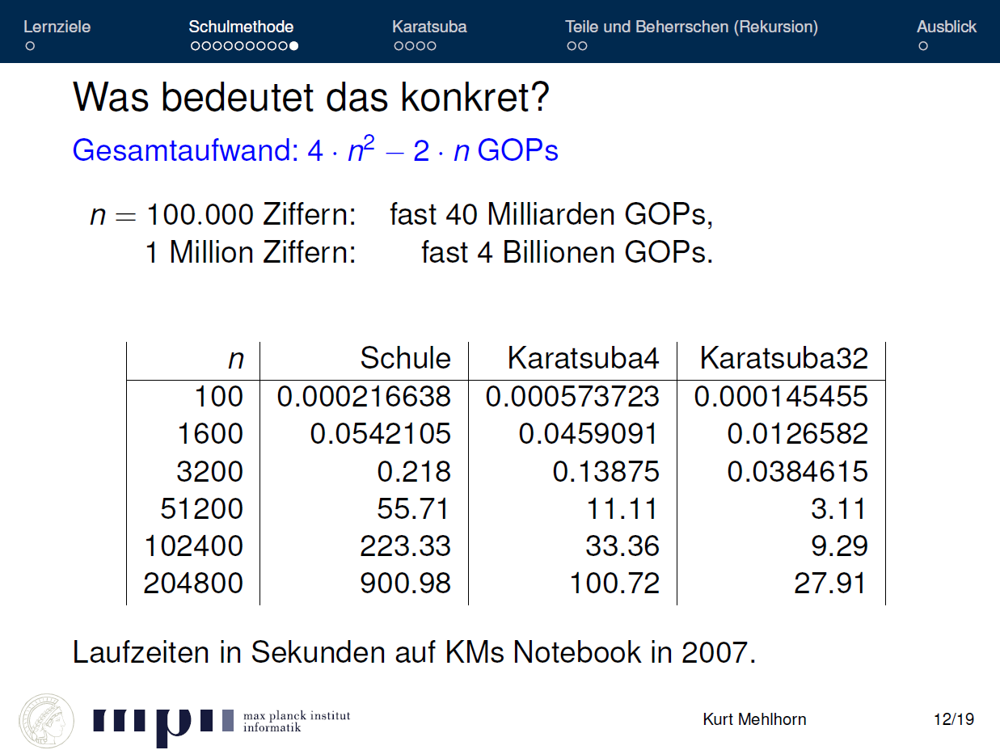 Lernziele Schulmethode Karatsuba Teile und Beherrschen (Rekursion) Ausblick
Was bedeutet das konkret?
Gesamtaufwand: 4 · n² − 2 · n GOPs
n = 100.000 Ziffern: fast 40 Milliarden GOPs,
1 Million Ziffern: fast 4 Billionen GOPs.
n Schule Karatsuba4 Karatsuba32
100 0.000216638 0.000573723 0.000145455
1600 0.0542105 0.0459091 0.0126582
3200 0.218 0.13875 0.0384615
51200 55.71 11.11 3.11
102400 223.33 33.36 9.29
204800 900.98 100.72 27.91
Laufzeiten in Sekunden auf KMs Notebook in 2007.
max planck institut
informatik
Kurt Mehlhorn 12/19